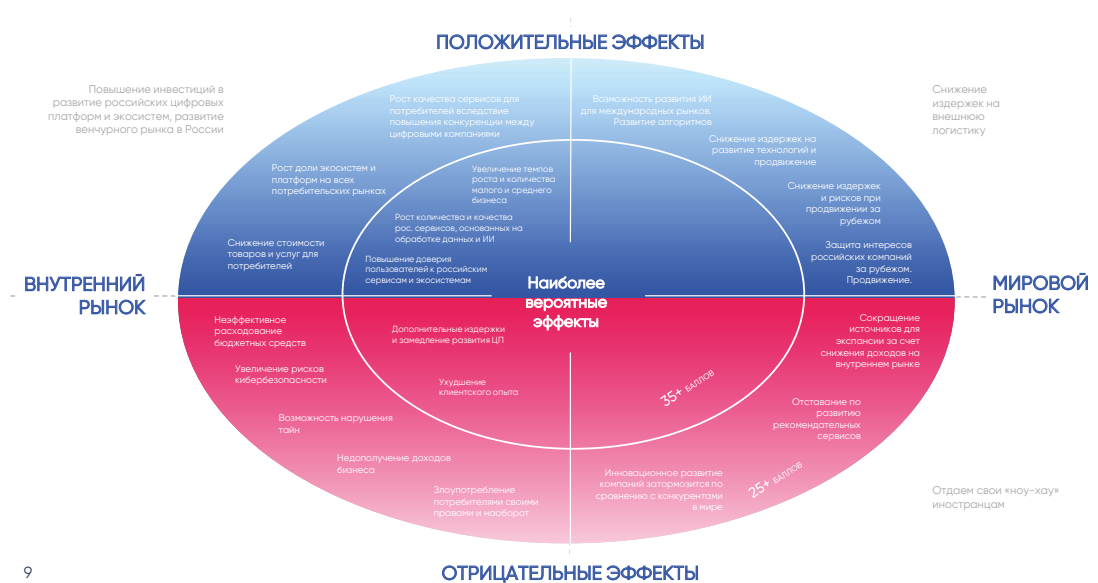 ПОЛОЖИТЕЛЬНЫЕ ЭФФЕКТЫ
Повышение инвестиций в
развитие российских цифровых
платформ и экосистем, развитие
венчурного рынка в России
Рост качества сервисов для
потребителей вследствие
повышения конкуренции между
цифровыми компаниями
Возможность развития ИИ
для международных рынков.
Развитие алгоритмов
Снижение
издержек на
внешнюю
логистику
Снижение издержек на
развитие технологий и
продвижение
Рост доли экосистем и
платформ на всех
потребительских рынках
Увеличение темпов
роста и количества
малого и среднего
бизнеса
Снижение издержек
и рисков при
продвижении за
рубежом
Рост количества и качества
рос. сервисов, основанных на
обработке данных и ИИ
Снижение стоимости
товаров и услуг для
потребителей
Повышение доверия
пользователей к российским
сервисам и экосистемам
Защита интересов
российских компаний
за рубежом.
Продвижение.
ВНУТРЕННИЙ
РЫНОК
Наиболее
вероятные
эффекты
МИРОВОЙ
РЫНОК
Неэффективное
расходование
бюджетных средств
Дополнительные издержки
и замедление развития ЦП
Сокращение
источников для
экспансии за счет
снижения доходов на
внутреннем рынке
Увеличение рисков
кибербезопасности
Ухудшение
клиентского опыта
35+ БАЛЛОВ
Возможность нарушения
тайн
Отставание по
развитию
рекомендательных
сервисов
Недополучение доходов
бизнеса
Злоупотребление
потребителями своими
правами и наоборот
Инновационное развитие
компаний затормозится по
сравнению с конкурентами
в мире
25+ БАЛЛОВ
Отдаем свои «ноу-хау»
иностранцам
9
ОТРИЦАТЕЛЬНЫЕ ЭФФЕКТЫ